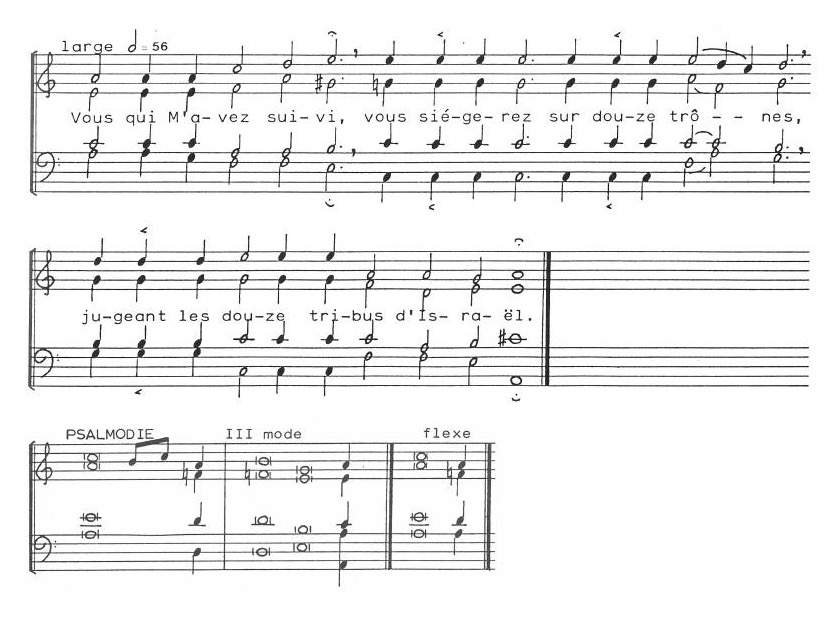 large 𝅗𝅥 = 56
Vous qui M'a-vez sui-vi, vous sié-ge-rez sur dou-ze trô - - nes,
ju-geant les dou-ze tri-bus d'Is-ra-ël.
PSALMODIE III mode flexe